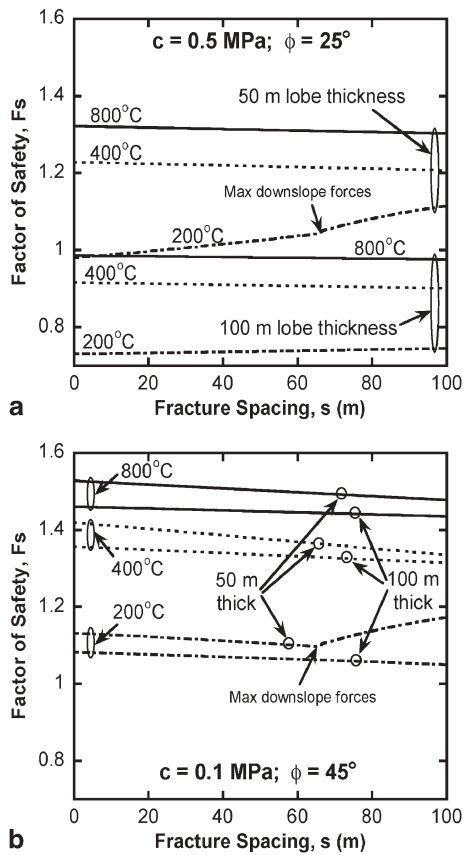 1.6
c = 0.5 MPa; ϕ = 25°
50 m lobe thickness
1.4
800°C
400°C
1.2
Max downslope forces
200°C
800°C
1
400°C
100 m lobe thickness
0.8
200°C
Factor of Safety, Fs
0 20 40 60 80 100
Fracture Spacing, s (m)
a
1.6
800°C
1.4
400°C
50 m
thick
100 m
thick
1.2
200°C
1
Max downslope forces
0.8
c = 0.1 MPa; ϕ = 45°
Factor of Safety, Fs
0 20 40 60 80 100
Fracture Spacing, s (m)
b